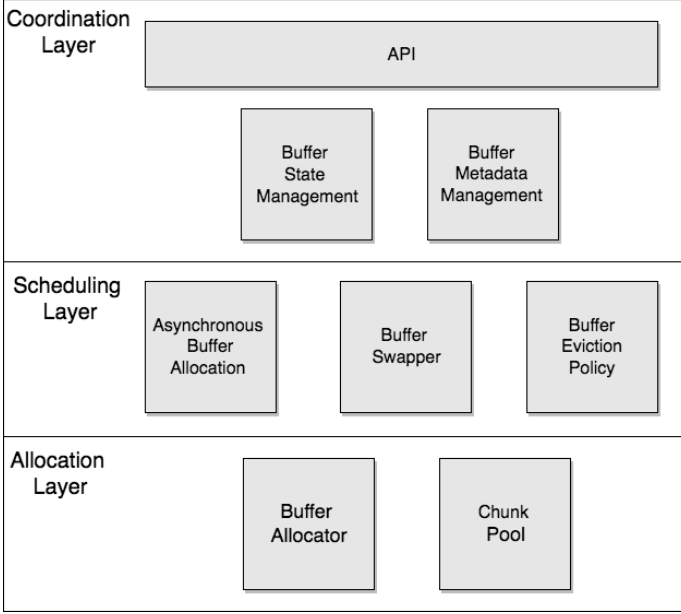 Coordination
Layer
API
Buffer
State
Management
Buffer
Metadata
Management
Scheduling
Layer
Asynchronous
Buffer
Allocation
Buffer
Swapper
Buffer
Eviction
Policy
Allocation
Layer
Buffer
Allocator
Chunk
Pool